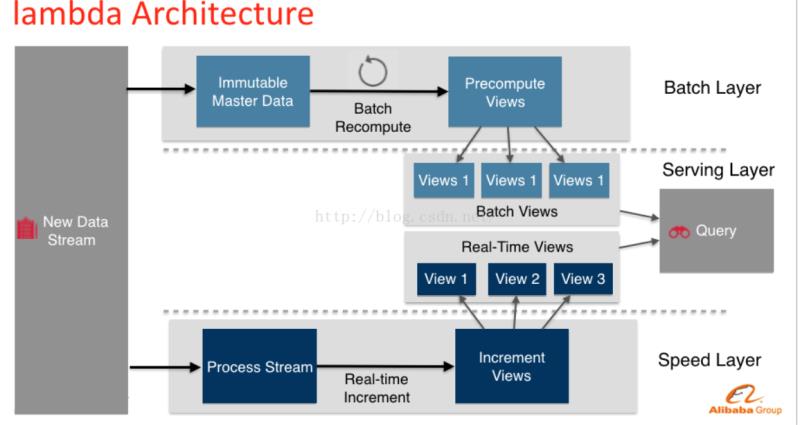 lambda Architecture
Immutable
Master Data
Batch
Recompute
Precompute
Views
Batch Layer
Views 1
Views 1
Views 1
Batch Views
Serving Layer
New Data
Stream
http://blog.csdn.net
Query
Real-Time Views
View 1
View 2
View 3
Process Stream
Real-time
Increment
Increment
Views
Speed Layer
Alibaba Group